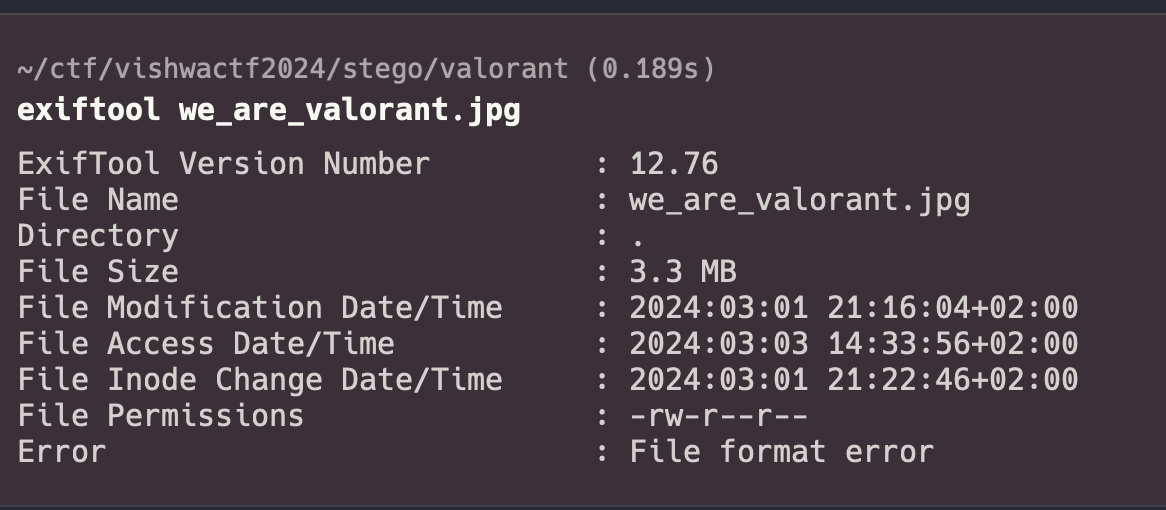 ~/ctf/vishwactf2024/stego/valorant (0.189s)
exiftool we_are_valorant.jpg
ExifTool Version Number : 12.76
File Name : we_are_valorant.jpg
Directory : .
File Size : 3.3 MB
File Modification Date/Time : 2024:03:01 21:16:04+02:00
File Access Date/Time : 2024:03:03 14:33:56+02:00
File Inode Change Date/Time : 2024:03:01 21:22:46+02:00
File Permissions : -rw-r--r--
Error : File format error